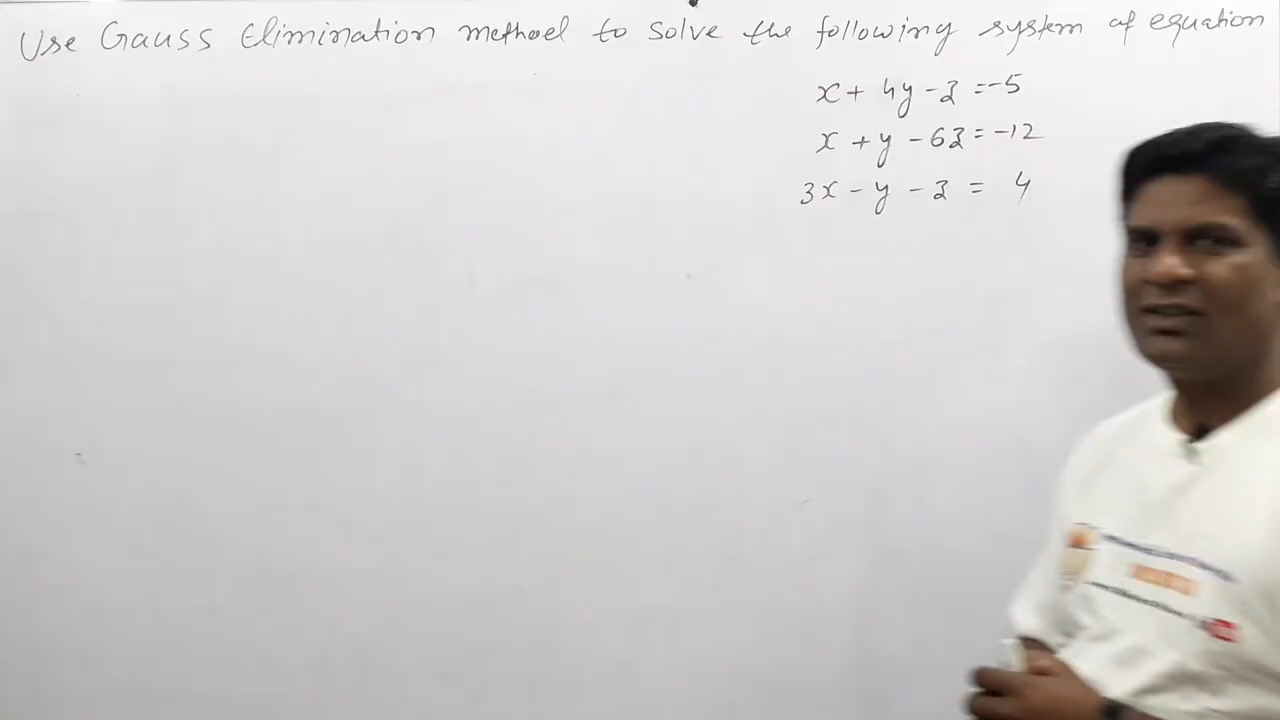 Use Gauss Elimination method to solve the following system of equation
x + 4y - z = -5
x + y - 6z = -12
3x - y - z = 4